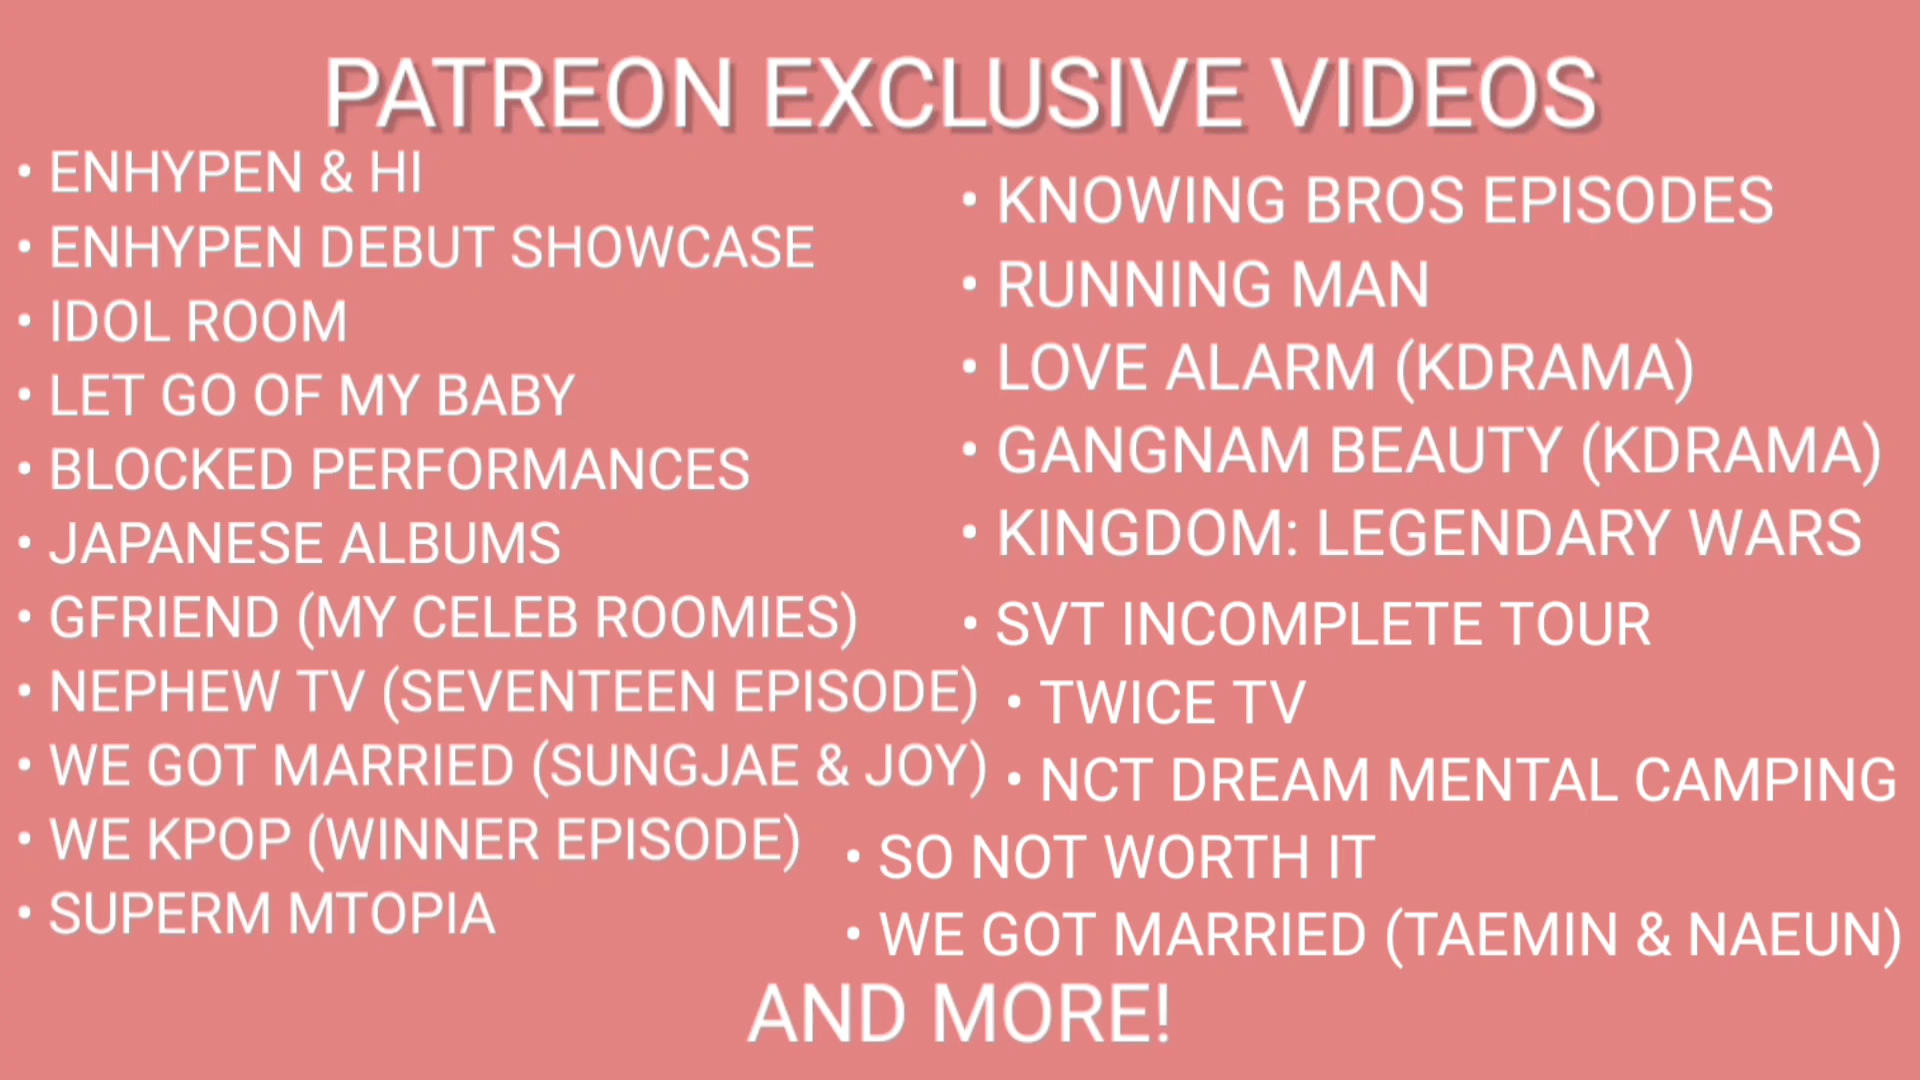 PATREON EXCLUSIVE VIDEOS
• ENHYPEN & HI
• ENHYPEN DEBUT SHOWCASE
• IDOL ROOM
• LET GO OF MY BABY
• BLOCKED PERFORMANCES
• JAPANESE ALBUMS
• GFRIEND (MY CELEB ROOMIES)
• NEPHEW TV (SEVENTEEN EPISODE)
• WE GOT MARRIED (SUNGJAE & JOY)
• WE KPOP (WINNER EPISODE)
• SUPERM MTOPIA
• KNOWING BROS EPISODES
• RUNNING MAN
• LOVE ALARM (KDRAMA)
• GANGNAM BEAUTY (KDRAMA)
• KINGDOM: LEGENDARY WARS
• SVT INCOMPLETE TOUR
• TWICE TV
• NCT DREAM MENTAL CAMPING
• SO NOT WORTH IT
• WE GOT MARRIED (TAEMIN & NAEUN)
AND MORE!